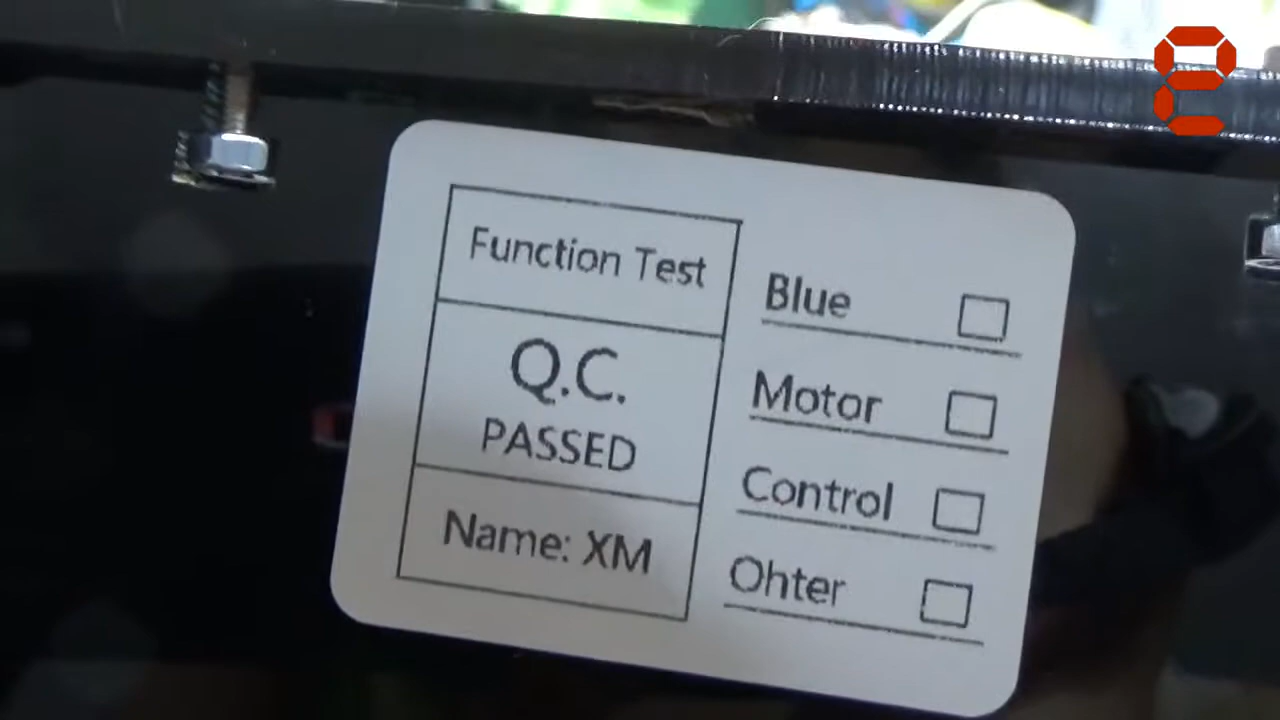 Function Test
Q.C.
PASSED
Name: XM
Blue
Motor
Control
Ohter
e